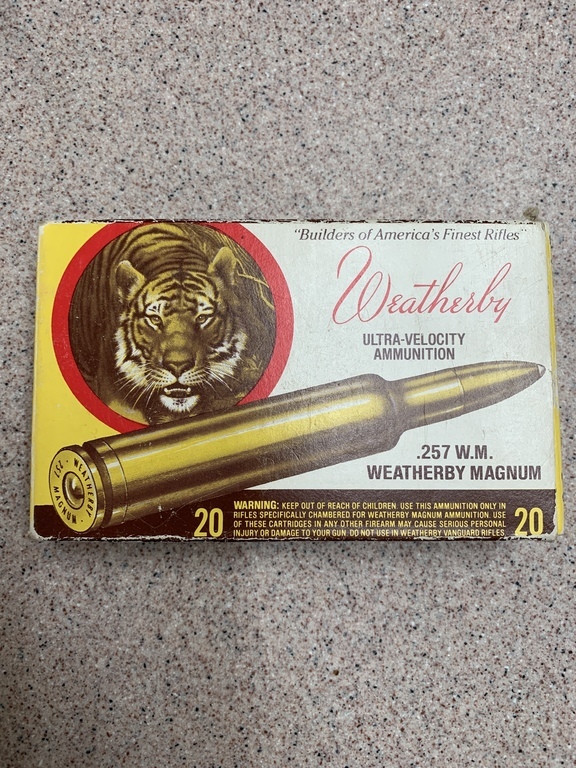 "Builders of America's Finest Rifles"
Weatherby
ULTRA-VELOCITY
AMMUNITION
.257 W.M.
WEATHERBY MAGNUM
.257 WEATHERBY MAGNUM
20
WARNING: KEEP OUT OF REACH OF CHILDREN. USE THIS AMMUNITION ONLY IN
RIFLES SPECIFICALLY CHAMBERED FOR WEATHERBY MAGNUM AMMUNITION. USE
OF THESE CARTRIDGES IN ANY OTHER FIREARM MAY CAUSE SERIOUS PERSONAL
INJURY OR DAMAGE TO YOUR GUN. DO NOT USE IN WEATHERBY VANGUARD RIFLES.
20